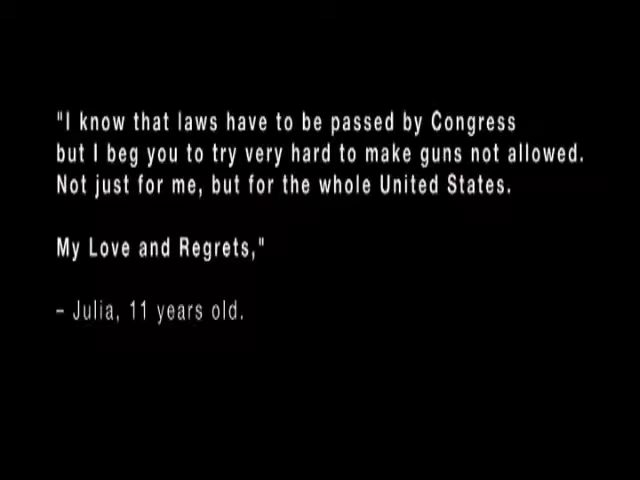 "I know that laws have to be passed by Congress
but I beg you to try very hard to make guns not allowed.
Not just for me, but for the whole United States.
My Love and Regrets,"
– Julia, 11 years old.